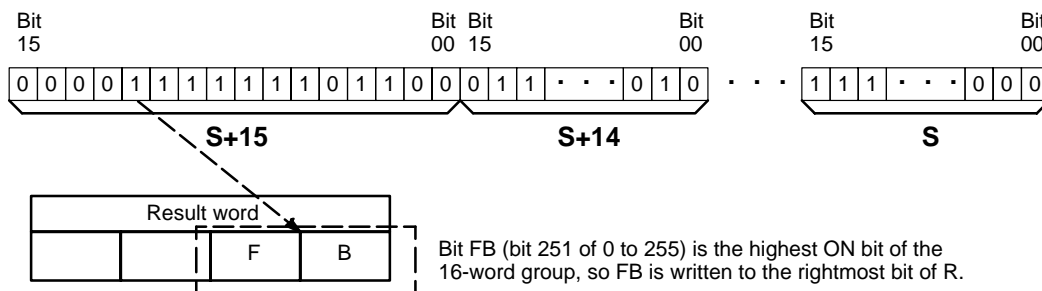 Bit Bit Bit Bit Bit Bit
15 00 15 00 15 00
0 0 0 0 1 1 1 1 1 1 1 1 0 1 1 0 0 0 1 1 · · · 0 1 0 · · · 1 1 1 · · · 0 0 0
S+15 S+14 S
Result word
F B
Bit FB (bit 251 of 0 to 255) is the highest ON bit of the
16-word group, so FB is written to the rightmost bit of R.